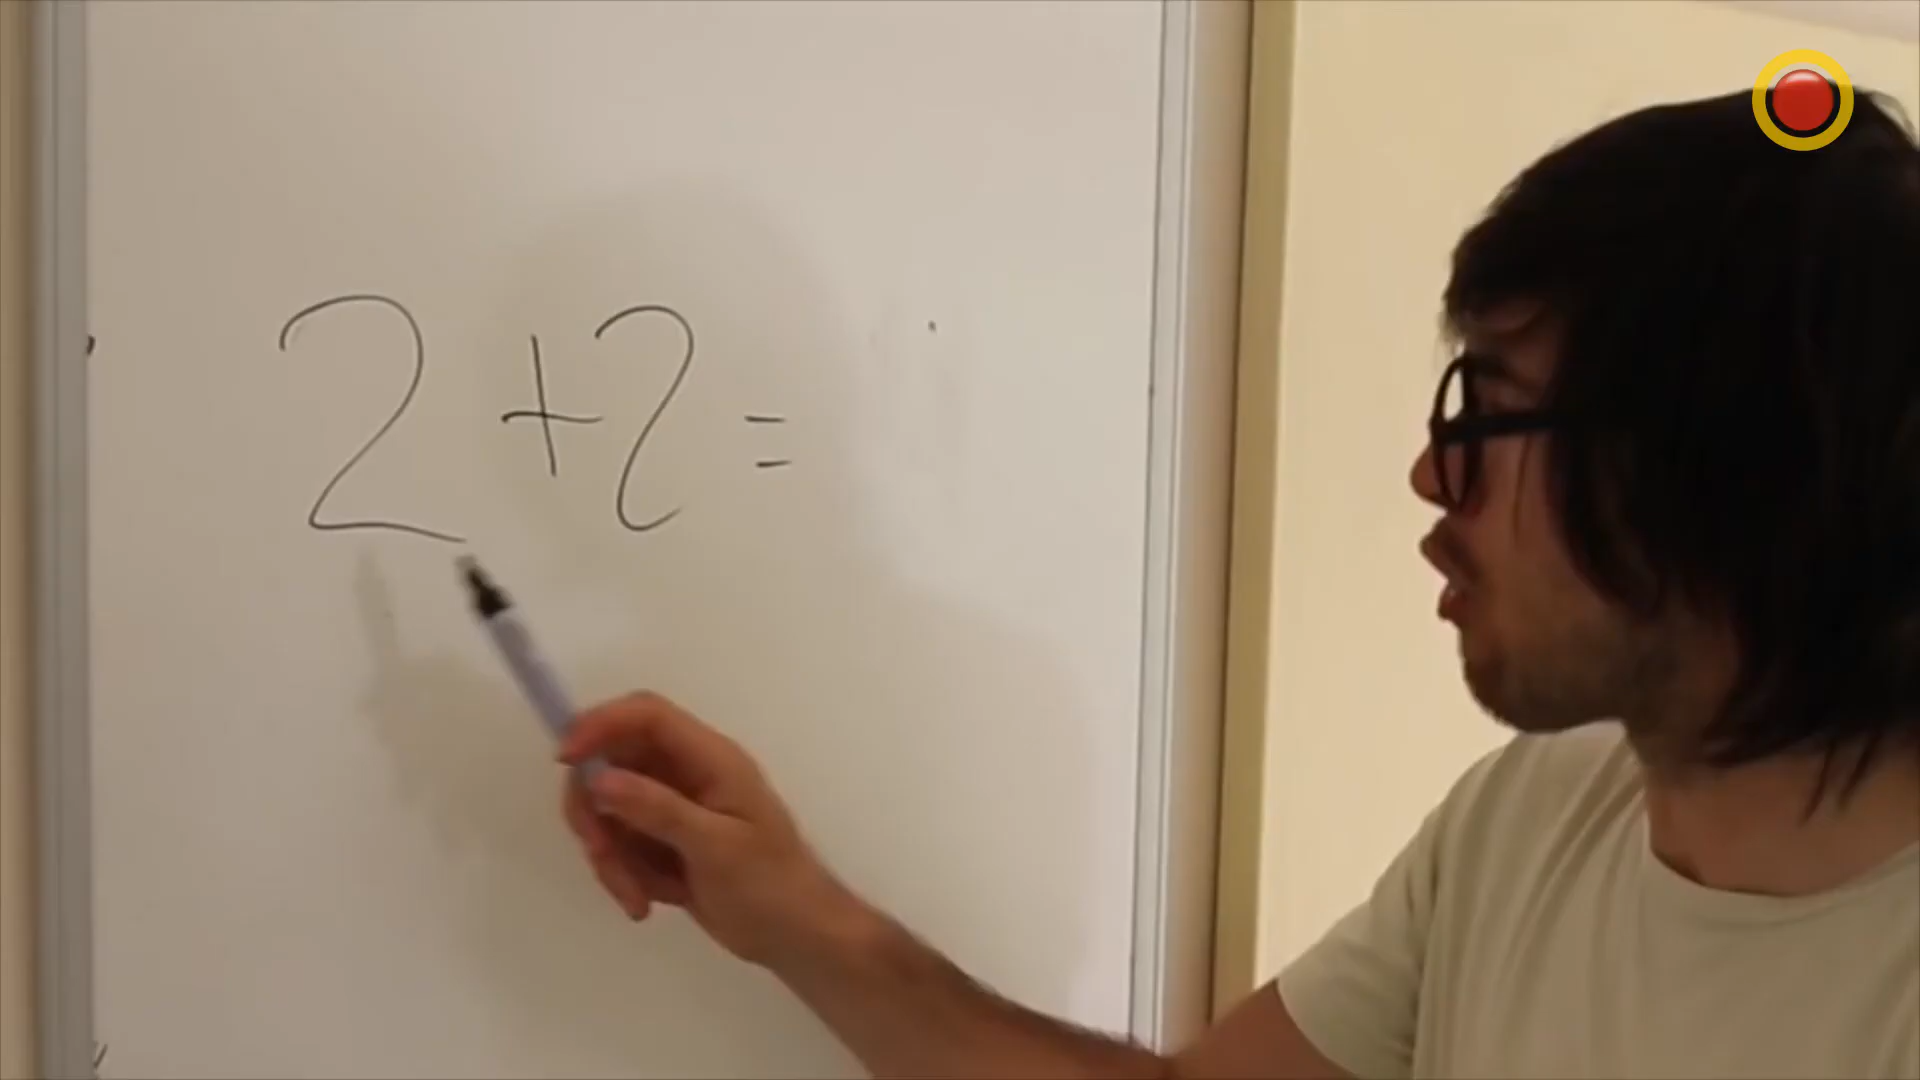 2 + 2 =